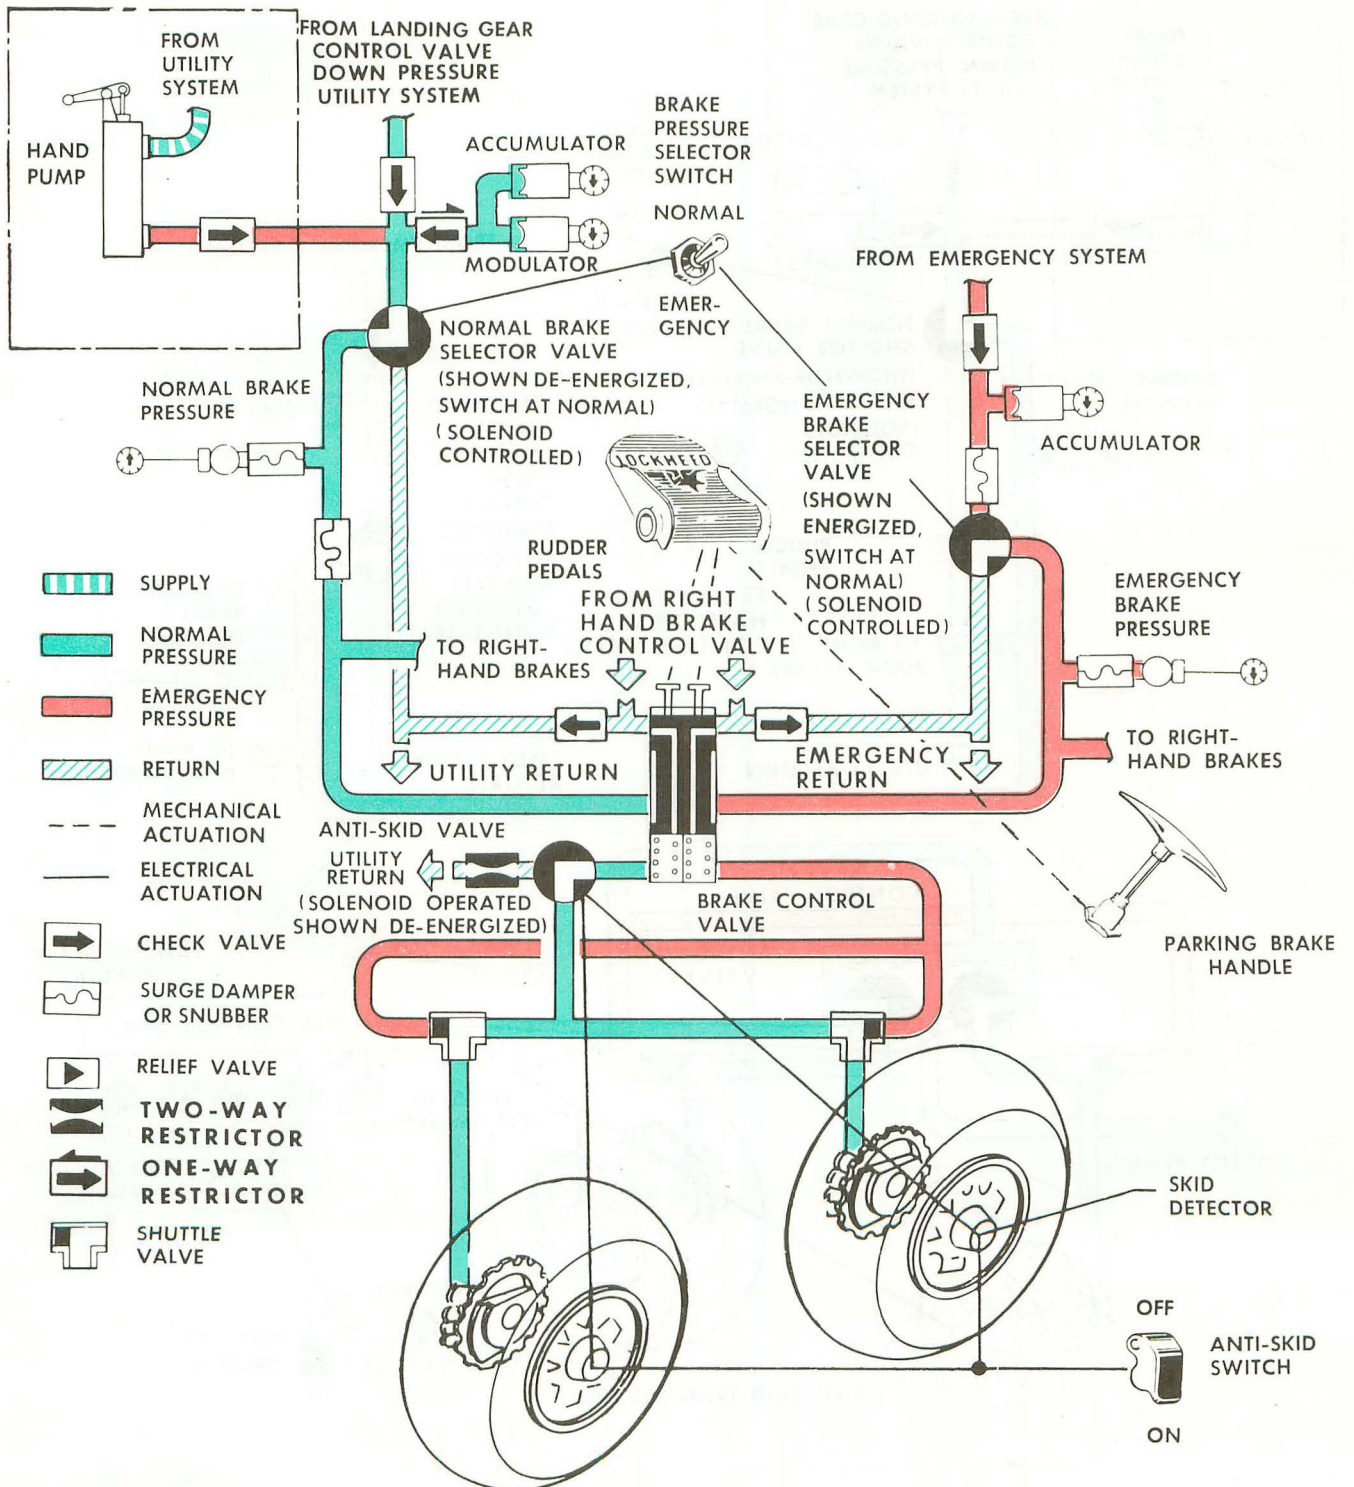 FROM
UTILITY
SYSTEM
HAND
PUMP
FROM LANDING GEAR
CONTROL VALVE
DOWN PRESSURE
UTILITY SYSTEM
ACCUMULATOR
MODULATOR
BRAKE
PRESSURE
SELECTOR
SWITCH
NORMAL
EMER-
GENCY
FROM EMERGENCY SYSTEM
NORMAL BRAKE
SELECTOR VALVE
(SHOWN DE-ENERGIZED,
SWITCH AT NORMAL)
(SOLENOID
CONTROLLED)
NORMAL BRAKE
PRESSURE
EMERGENCY
BRAKE
SELECTOR
VALVE
(SHOWN
ENERGIZED,
SWITCH AT
NORMAL)
(SOLENOID
CONTROLLED)
ACCUMULATOR
LOCKHEED
RUDDER
PEDALS
FROM RIGHT
HAND BRAKE
CONTROL VALVE
TO RIGHT-
HAND BRAKES
EMERGENCY
BRAKE
PRESSURE
TO RIGHT-
HAND BRAKES
UTILITY RETURN
EMERGENCY
RETURN
ANTI-SKID VALVE
UTILITY
RETURN
(SOLENOID OPERATED
SHOWN DE-ENERGIZED)
BRAKE CONTROL
VALVE
PARKING BRAKE
HANDLE
SKID
DETECTOR
OFF
ANTI-SKID
SWITCH
ON
SUPPLY
NORMAL
PRESSURE
EMERGENCY
PRESSURE
RETURN
MECHANICAL
ACTUATION
ELECTRICAL
ACTUATION
CHECK VALVE
SURGE DAMPER
OR SNUBBER
RELIEF VALVE
TWO-WAY
RESTRICTOR
ONE-WAY
RESTRICTOR
SHUTTLE
VALVE